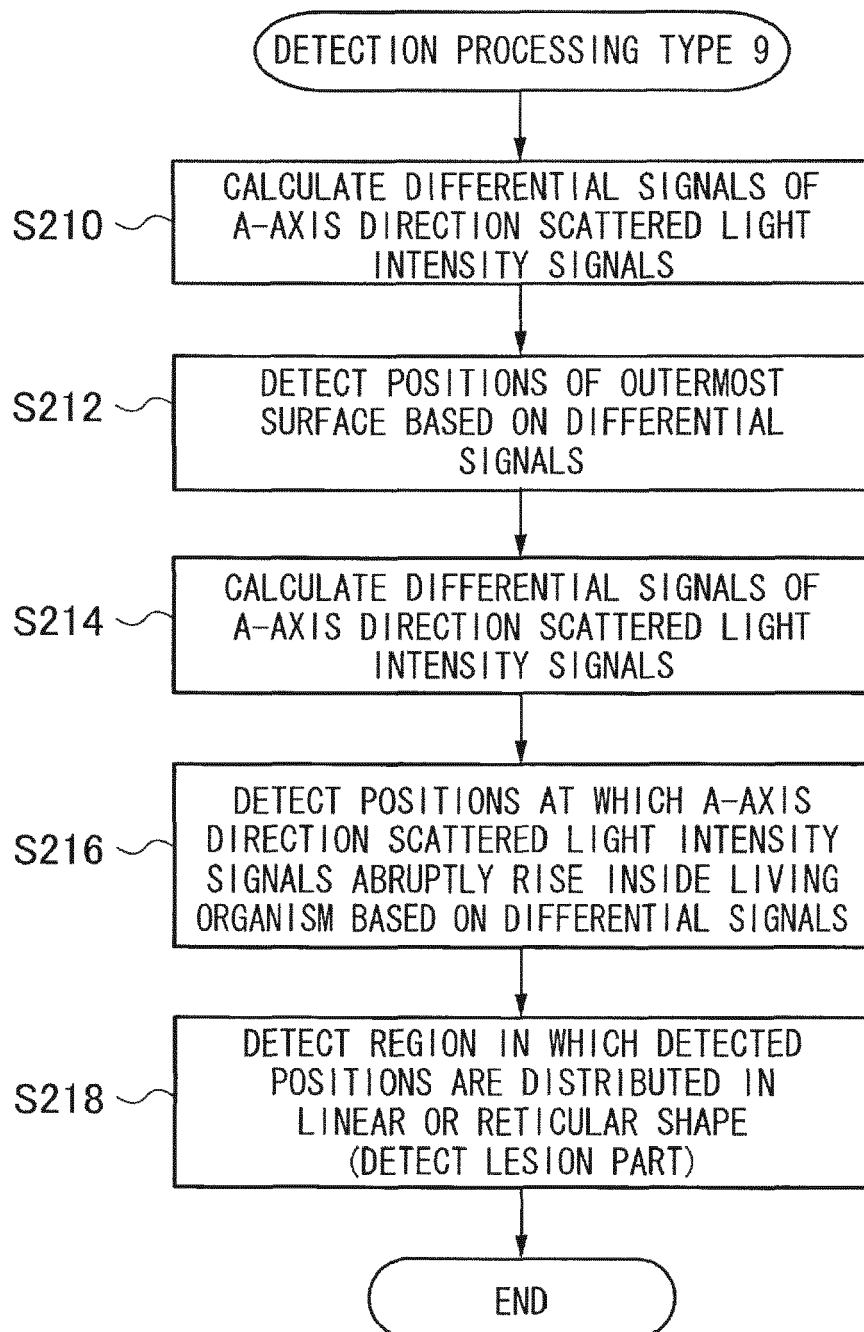 DETECTION PROCESSING TYPE 9
S210
CALCULATE DIFFERENTIAL SIGNALS OF
A-AXIS DIRECTION SCATTERED LIGHT
INTENSITY SIGNALS
S212
DETECT POSITIONS OF OUTERMOST
SURFACE BASED ON DIFFERENTIAL
SIGNALS
S214
CALCULATE DIFFERENTIAL SIGNALS OF
A-AXIS DIRECTION SCATTERED LIGHT
INTENSITY SIGNALS
S216
DETECT POSITIONS AT WHICH A-AXIS
DIRECTION SCATTERED LIGHT INTENSITY
SIGNALS ABRUPTLY RISE INSIDE LIVING
ORGANISM BASED ON DIFFERENTIAL SIGNALS
S218
DETECT REGION IN WHICH DETECTED
POSITIONS ARE DISTRIBUTED IN
LINEAR OR RETICULAR SHAPE
(DETECT LESION PART)
END